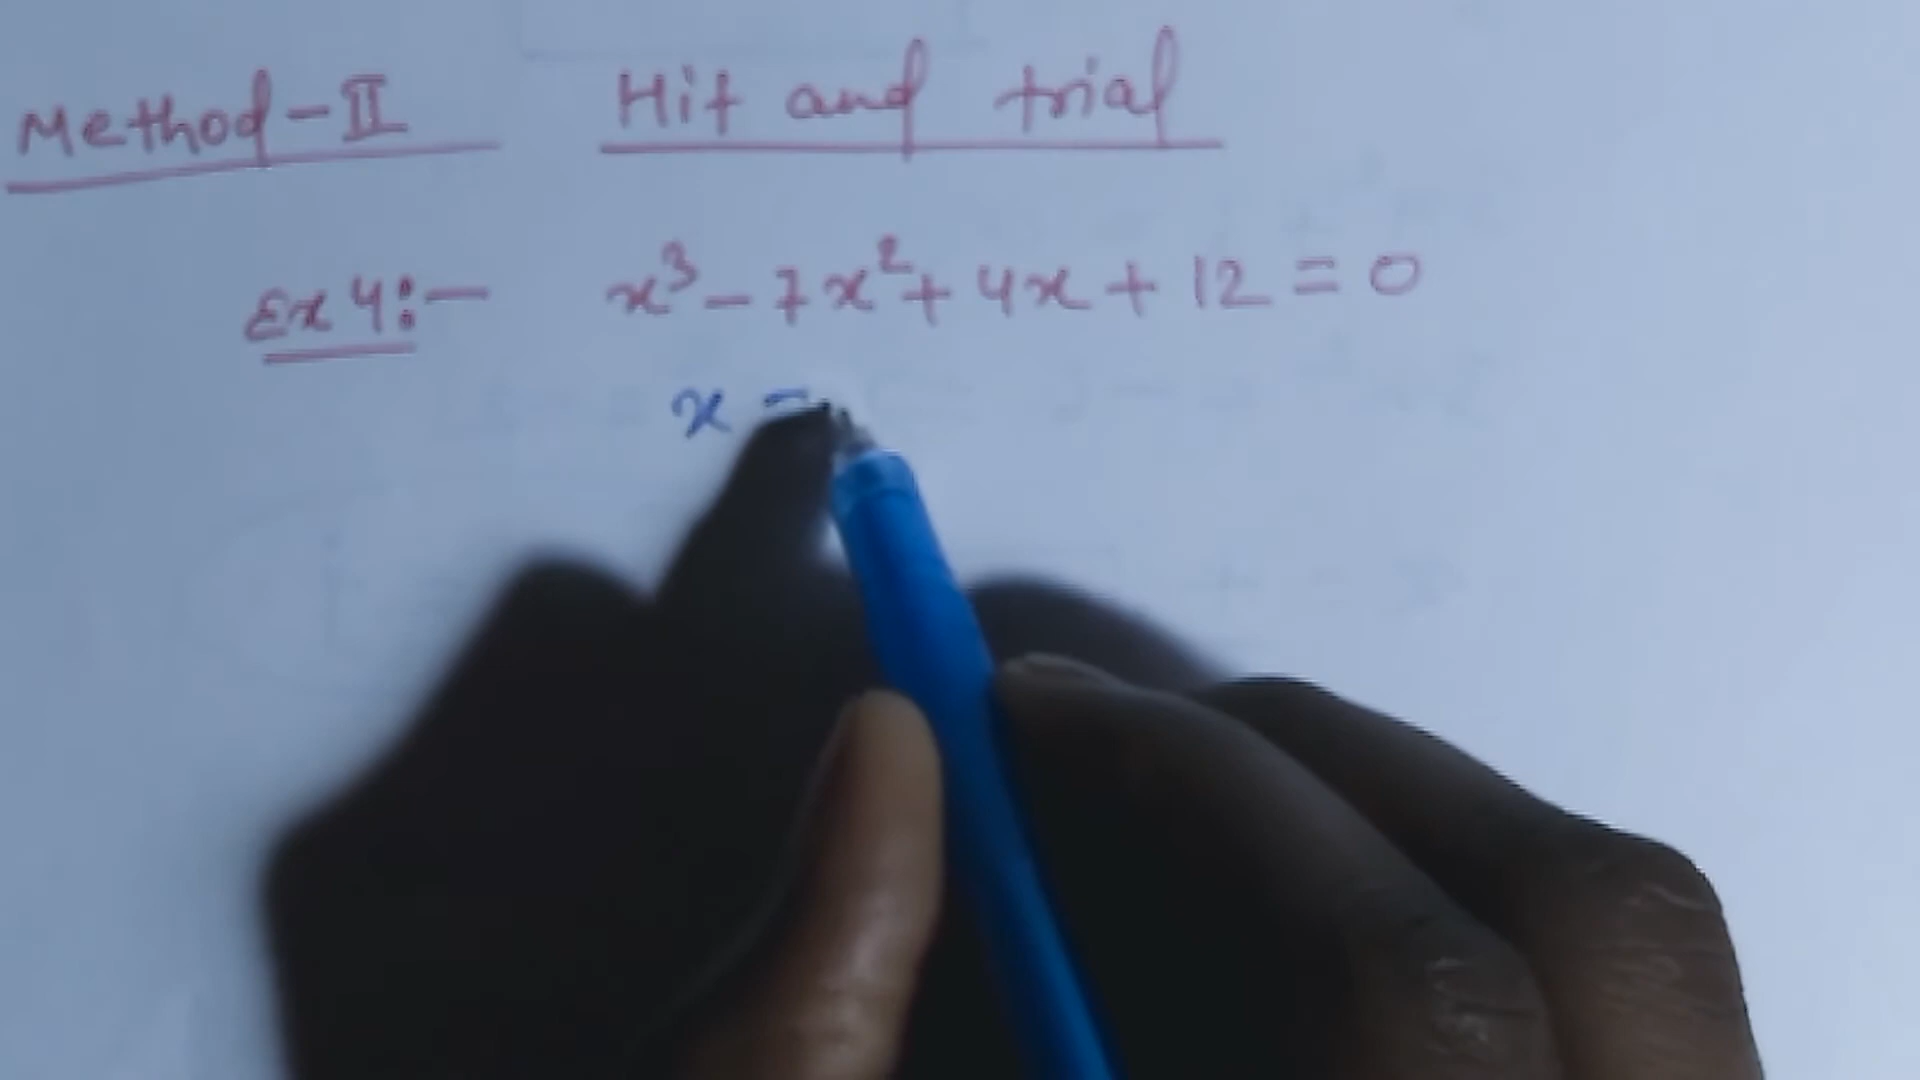 Method-II Hit and trial
Ex 4:- x³ - 7x² + 4x + 12 = 0
x =